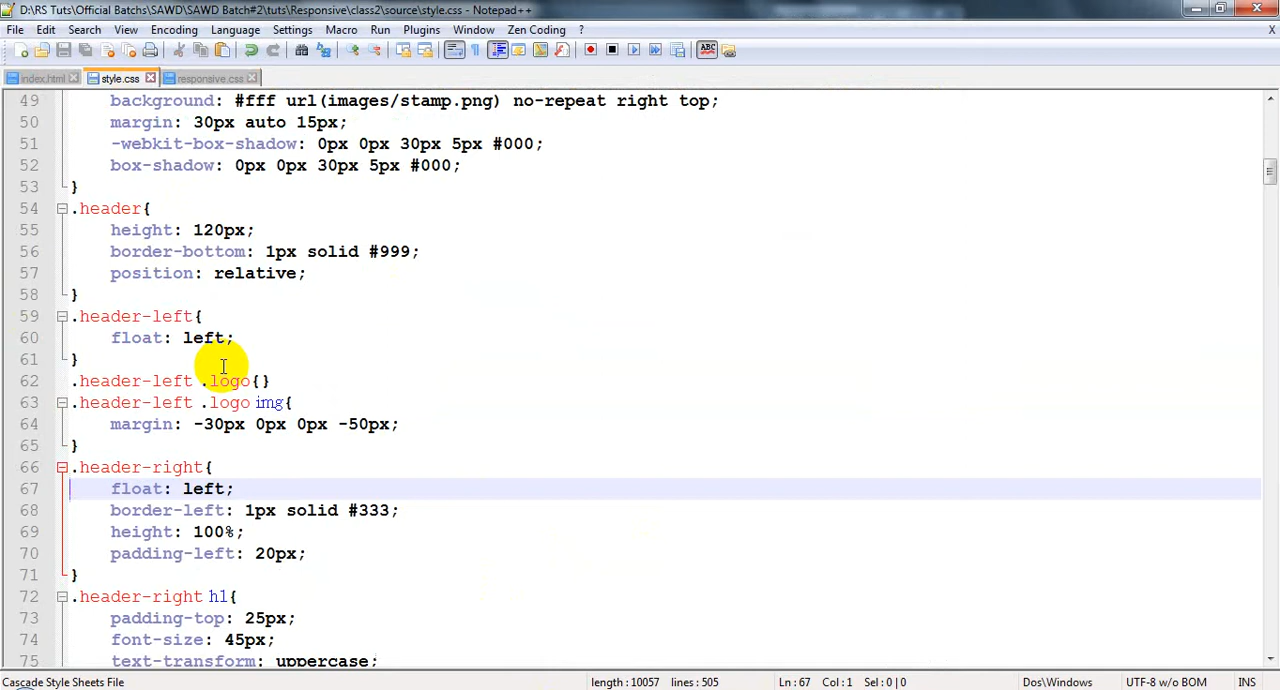 D:\RS Tuts\Official Batchs\SAWD\SAWD Batch#2\tuts\Responsive\class2\source\style.css - Notepad++
File Edit Search View Encoding Language Settings Macro Run Plugins Window Zen Coding ? X
index.html style.css responsive.css
49 background: #fff url(images/stamp.png) no-repeat right top;
50 margin: 30px auto 15px;
51 -webkit-box-shadow: 0px 0px 30px 5px #000;
52 box-shadow: 0px 0px 30px 5px #000;
53 }
54 .header{
55 height: 120px;
56 border-bottom: 1px solid #999;
57 position: relative;
58 }
59 .header-left{
60 float: left;
61 }
62 .header-left .logo{}
63 .header-left .logo img{
64 margin: -30px 0px 0px -50px;
65 }
66 .header-right{
67 float: left;
68 border-left: 1px solid #333;
69 height: 100%;
70 padding-left: 20px;
71 }
72 .header-right h1{
73 padding-top: 25px;
74 font-size: 45px;
75 text-transform: uppercase;
Cascade Style Sheets File length : 10057 lines : 505 Ln : 67 Col : 1 Sel : 0 | 0 Dos\Windows UTF-8 w/o BOM INS